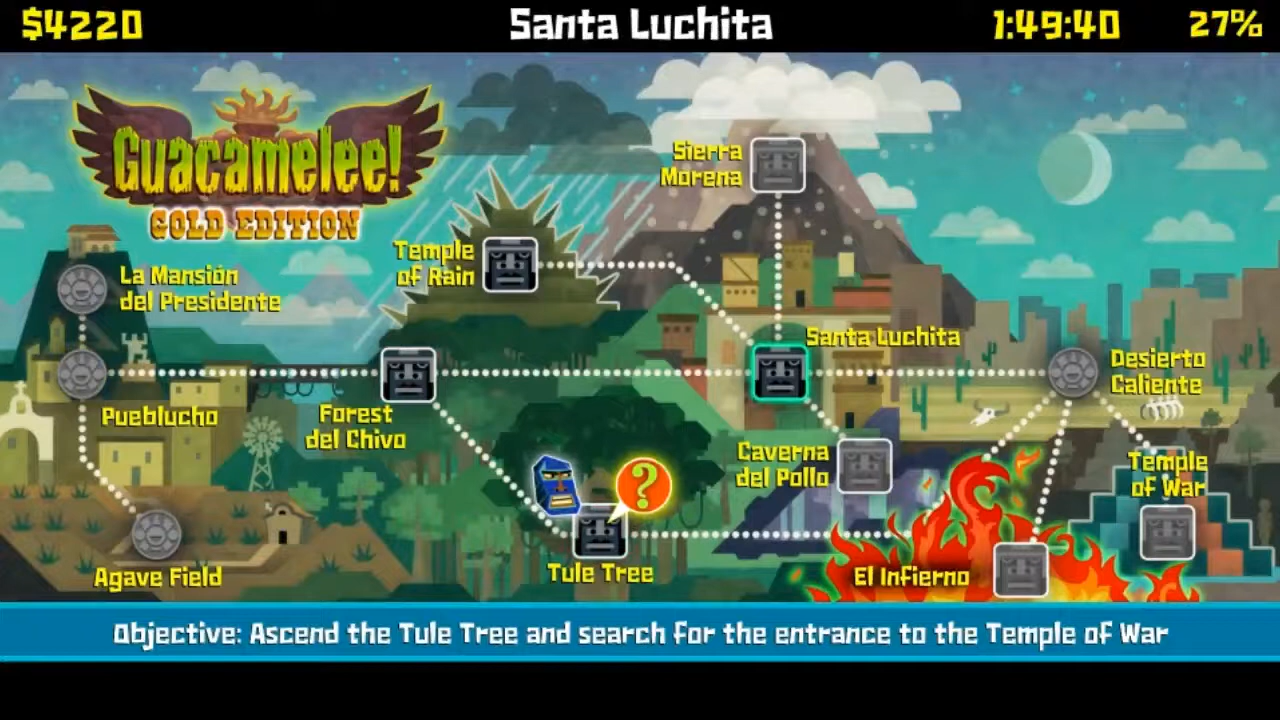 $4220
Santa Luchita
1:49:40
27%
Guacamelee!
GOLD EDITION
Sierra
Morena
Temple
of Rain
La Mansión
del Presidente
Santa Luchita
Desierto
Caliente
Pueblucho
Forest
del Chivo
Caverna
del Pollo
?
Temple
of War
Agave Field
Tule Tree
El Infierno
Objective: Ascend the Tule Tree and search for the entrance to the Temple of War